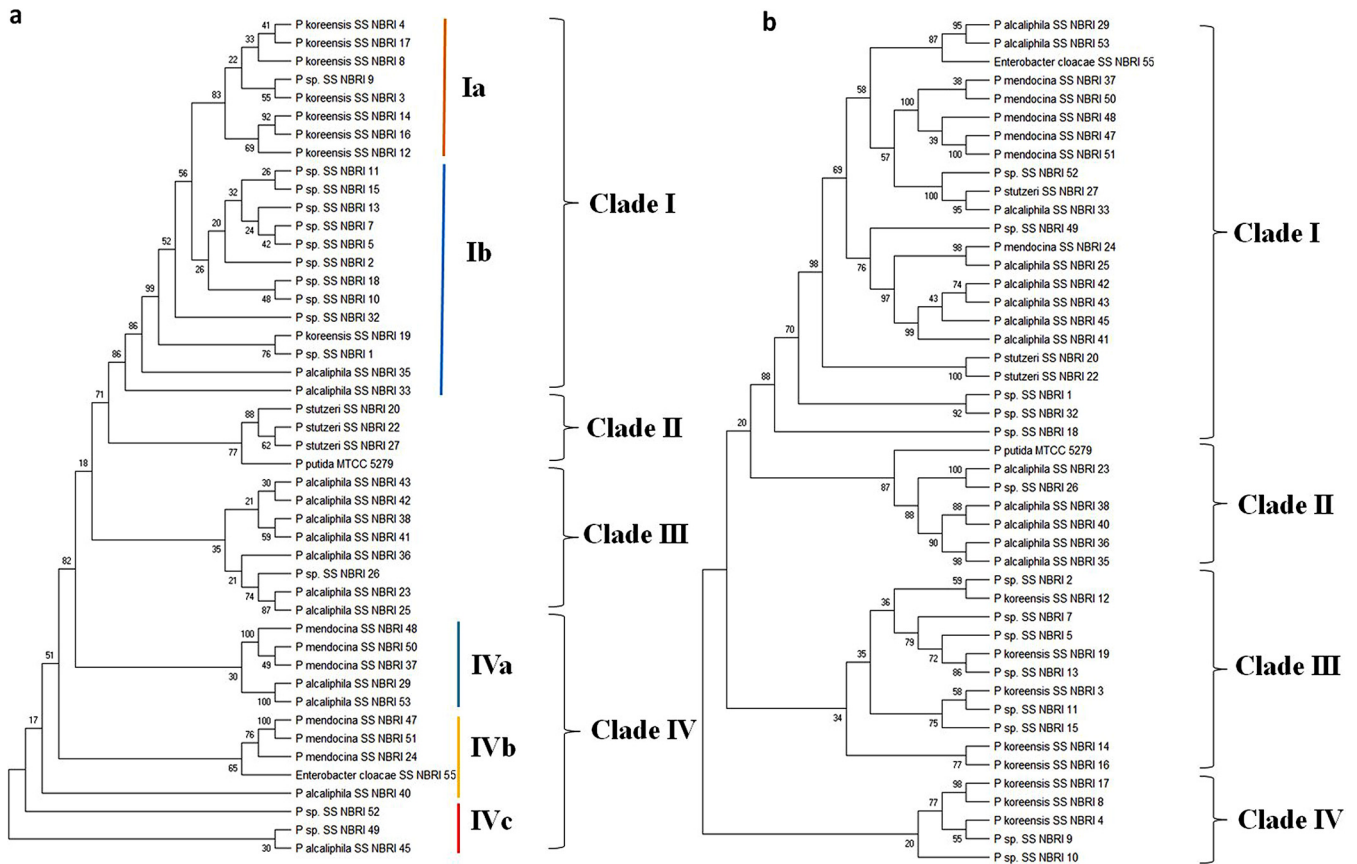 a
P koreensis SS NBRI 4
P koreensis SS NBRI 17
P koreensis SS NBRI 8
P sp. SS NBRI 9
P koreensis SS NBRI 3
P koreensis SS NBRI 14
P koreensis SS NBRI 16
P koreensis SS NBRI 12
P sp. SS NBRI 11
P sp. SS NBRI 15
P sp. SS NBRI 13
P sp. SS NBRI 7
P sp. SS NBRI 5
P sp. SS NBRI 2
P sp. SS NBRI 18
P sp. SS NBRI 10
P sp. SS NBRI 32
P koreensis SS NBRI 19
P sp. SS NBRI 1
P alcaliphila SS NBRI 35
P alcaliphila SS NBRI 33
P stutzeri SS NBRI 20
P stutzeri SS NBRI 22
P stutzeri SS NBRI 27
P putida MTCC 5279
P alcaliphila SS NBRI 43
P alcaliphila SS NBRI 42
P alcaliphila SS NBRI 38
P alcaliphila SS NBRI 41
P alcaliphila SS NBRI 36
P sp. SS NBRI 26
P alcaliphila SS NBRI 23
P alcaliphila SS NBRI 25
P mendocina SS NBRI 48
P mendocina SS NBRI 50
P mendocina SS NBRI 37
P alcaliphila SS NBRI 29
P alcaliphila SS NBRI 53
P mendocina SS NBRI 47
P mendocina SS NBRI 51
P mendocina SS NBRI 24
Enterobacter cloacae SS NBRI 55
P alcaliphila SS NBRI 40
P sp. SS NBRI 52
P sp. SS NBRI 49
P alcaliphila SS NBRI 45
41
33
22
55
83
92
69
26
32
24
42
20
26
48
56
52
99
76
86
86
71
88
62
77
18
30
21
59
35
21
74
87
82
100
49
30
100
51
100
76
65
17
30
Ia
Ib
IVa
IVb
IVc
Clade I
Clade II
Clade III
Clade IV
b
P alcaliphila SS NBRI 29
P alcaliphila SS NBRI 53
Enterobacter cloacae SS NBRI 55
P mendocina SS NBRI 37
P mendocina SS NBRI 50
P mendocina SS NBRI 48
P mendocina SS NBRI 47
P mendocina SS NBRI 51
P sp. SS NBRI 52
P stutzeri SS NBRI 27
P alcaliphila SS NBRI 33
P sp. SS NBRI 49
P mendocina SS NBRI 24
P alcaliphila SS NBRI 25
P alcaliphila SS NBRI 42
P alcaliphila SS NBRI 43
P alcaliphila SS NBRI 45
P alcaliphila SS NBRI 41
P stutzeri SS NBRI 20
P stutzeri SS NBRI 22
P sp. SS NBRI 1
P sp. SS NBRI 32
P sp. SS NBRI 18
P putida MTCC 5279
P alcaliphila SS NBRI 23
P sp. SS NBRI 26
P alcaliphila SS NBRI 38
P alcaliphila SS NBRI 40
P alcaliphila SS NBRI 36
P alcaliphila SS NBRI 35
P sp. SS NBRI 2
P koreensis SS NBRI 12
P sp. SS NBRI 7
P sp. SS NBRI 5
P koreensis SS NBRI 19
P sp. SS NBRI 13
P koreensis SS NBRI 3
P sp. SS NBRI 11
P sp. SS NBRI 15
P koreensis SS NBRI 14
P koreensis SS NBRI 16
P koreensis SS NBRI 17
P koreensis SS NBRI 8
P koreensis SS NBRI 4
P sp. SS NBRI 9
P sp. SS NBRI 10
95
87
58
38
100
39
100
57
100
95
69
98
76
74
43
97
99
98
100
70
92
88
20
100
87
88
88
90
98
59
36
79
72
86
35
58
75
34
77
98
77
55
20
Clade I
Clade II
Clade III
Clade IV